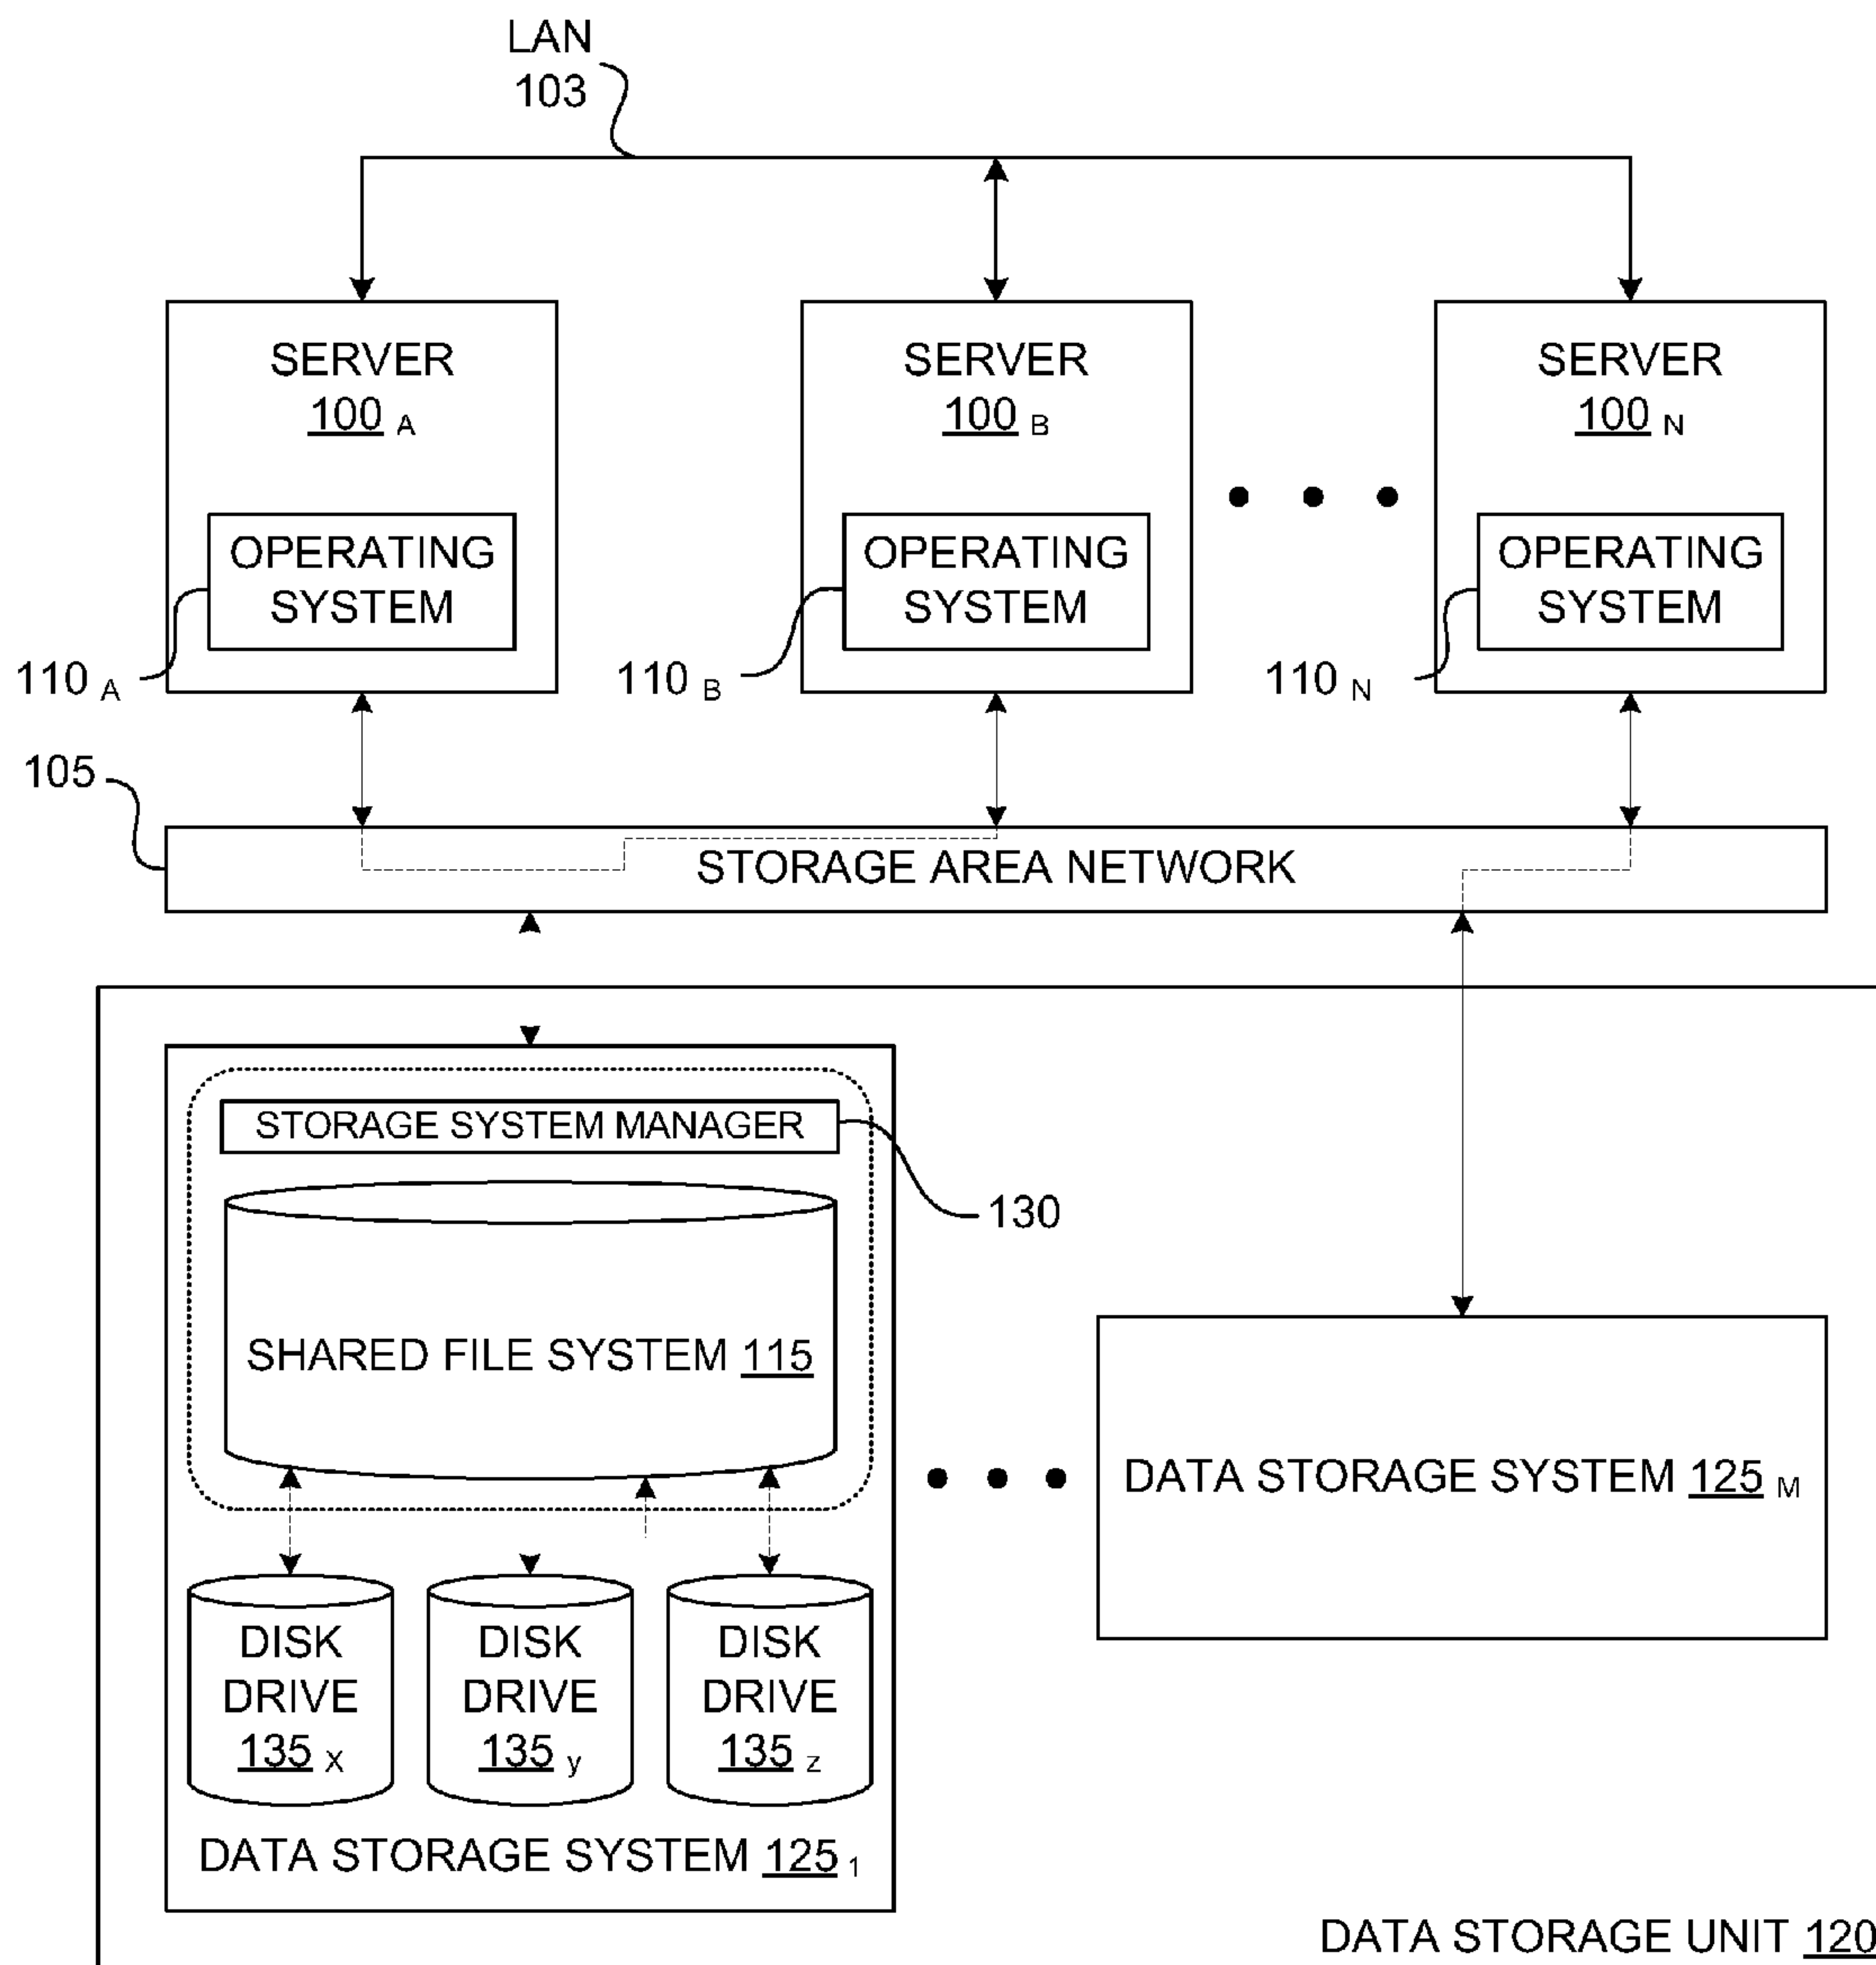 LAN
103
SERVER
100 A
SERVER
100 B
SERVER
100 N
OPERATING
SYSTEM
OPERATING
SYSTEM
OPERATING
SYSTEM
110 A
110 B
110 N
105
STORAGE AREA NETWORK
STORAGE SYSTEM MANAGER
130
SHARED FILE SYSTEM 115
DATA STORAGE SYSTEM 125 M
DISK
DRIVE
135 X
DISK
DRIVE
135 y
DISK
DRIVE
135 z
DATA STORAGE SYSTEM 125 1
DATA STORAGE UNIT 120